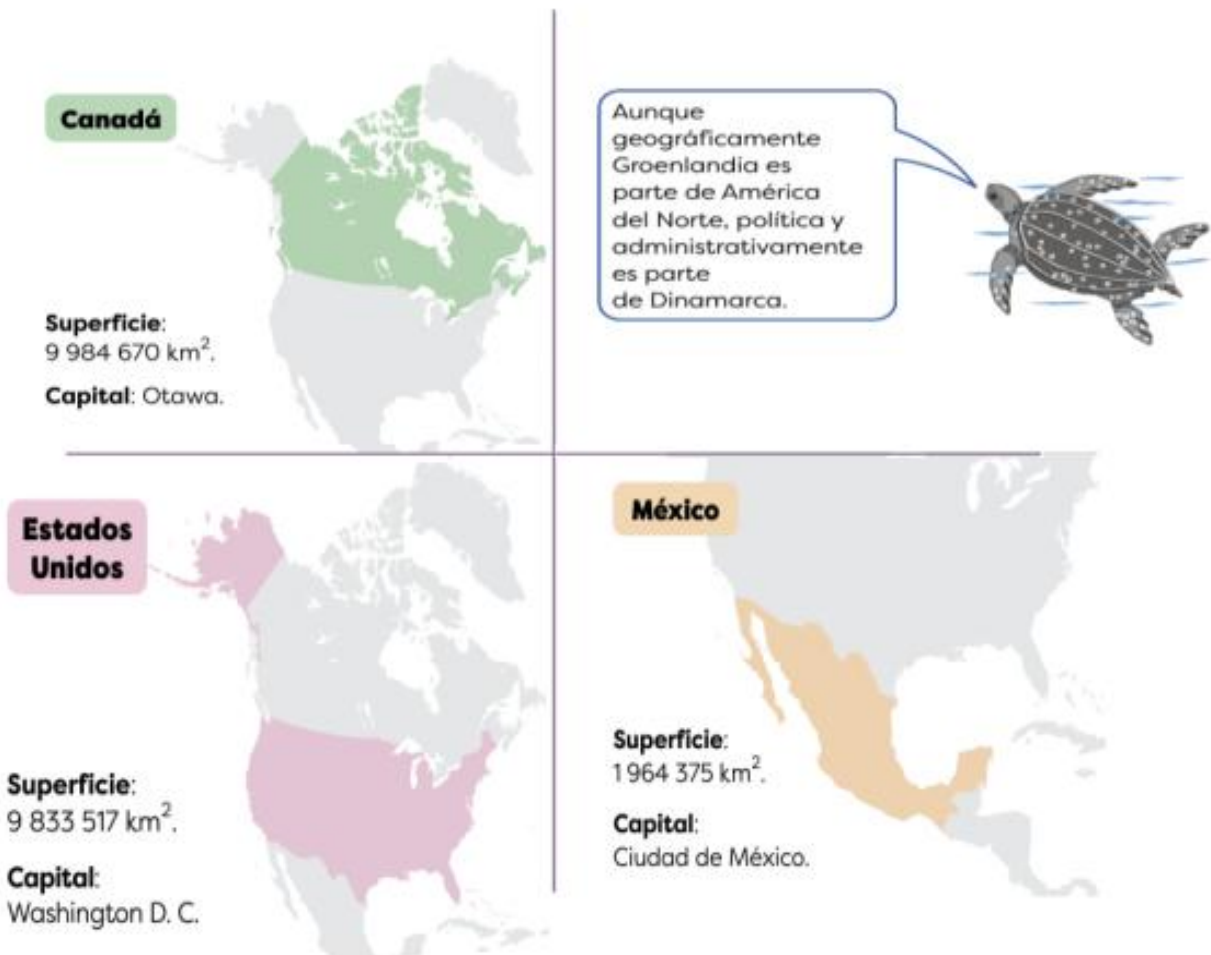 Canadá
Superficie:
9 984 670 km².
Capital: Otawa.
Aunque
geográficamente
Groenlandia es
parte de América
del Norte, política y
administrativamente
es parte
de Dinamarca.
Estados
Unidos
Superficie:
9 833 517 km².
Capital:
Washington D. C.
México
Superficie:
1 964 375 km².
Capital:
Ciudad de México.